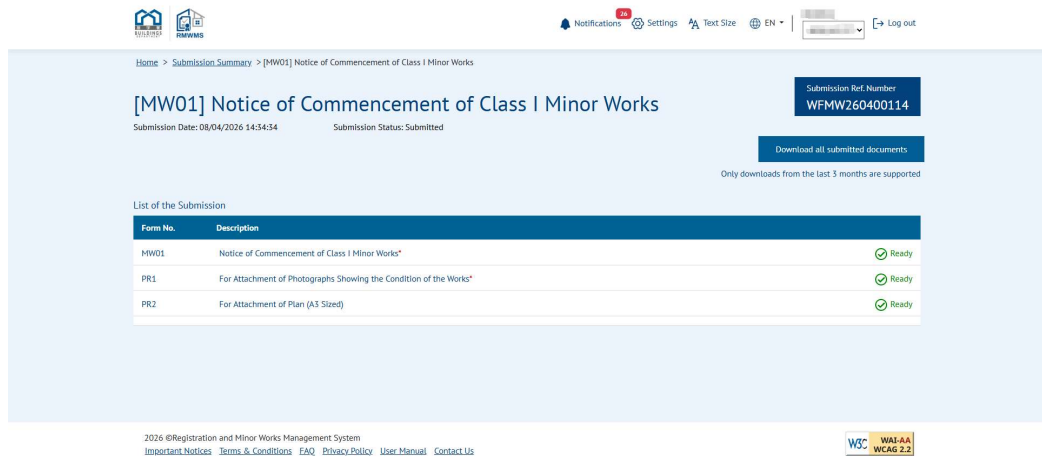 BUILDINGS
RMWMS
26
Notifications
Settings
Text Size
EN
Log out
Home > Submission Summary > [MW01] Notice of Commencement of Class I Minor Works
[MW01] Notice of Commencement of Class I Minor Works
Submission Ref. Number
WFMW260400114
Submission Date: 08/04/2026 14:34:34
Submission Status: Submitted
Download all submitted documents
Only downloads from the last 3 months are supported
List of the Submission
Form No. Description
MW01 Notice of Commencement of Class I Minor Works* Ready
PR1 For Attachment of Photographs Showing the Condition of the Works* Ready
PR2 For Attachment of Plan (A3 Sized) Ready
2026 ©Registration and Minor Works Management System
Important Notices Terms & Conditions FAQ Privacy Policy User Manual Contact Us
W3C WAI-AA
WCAG 2.2